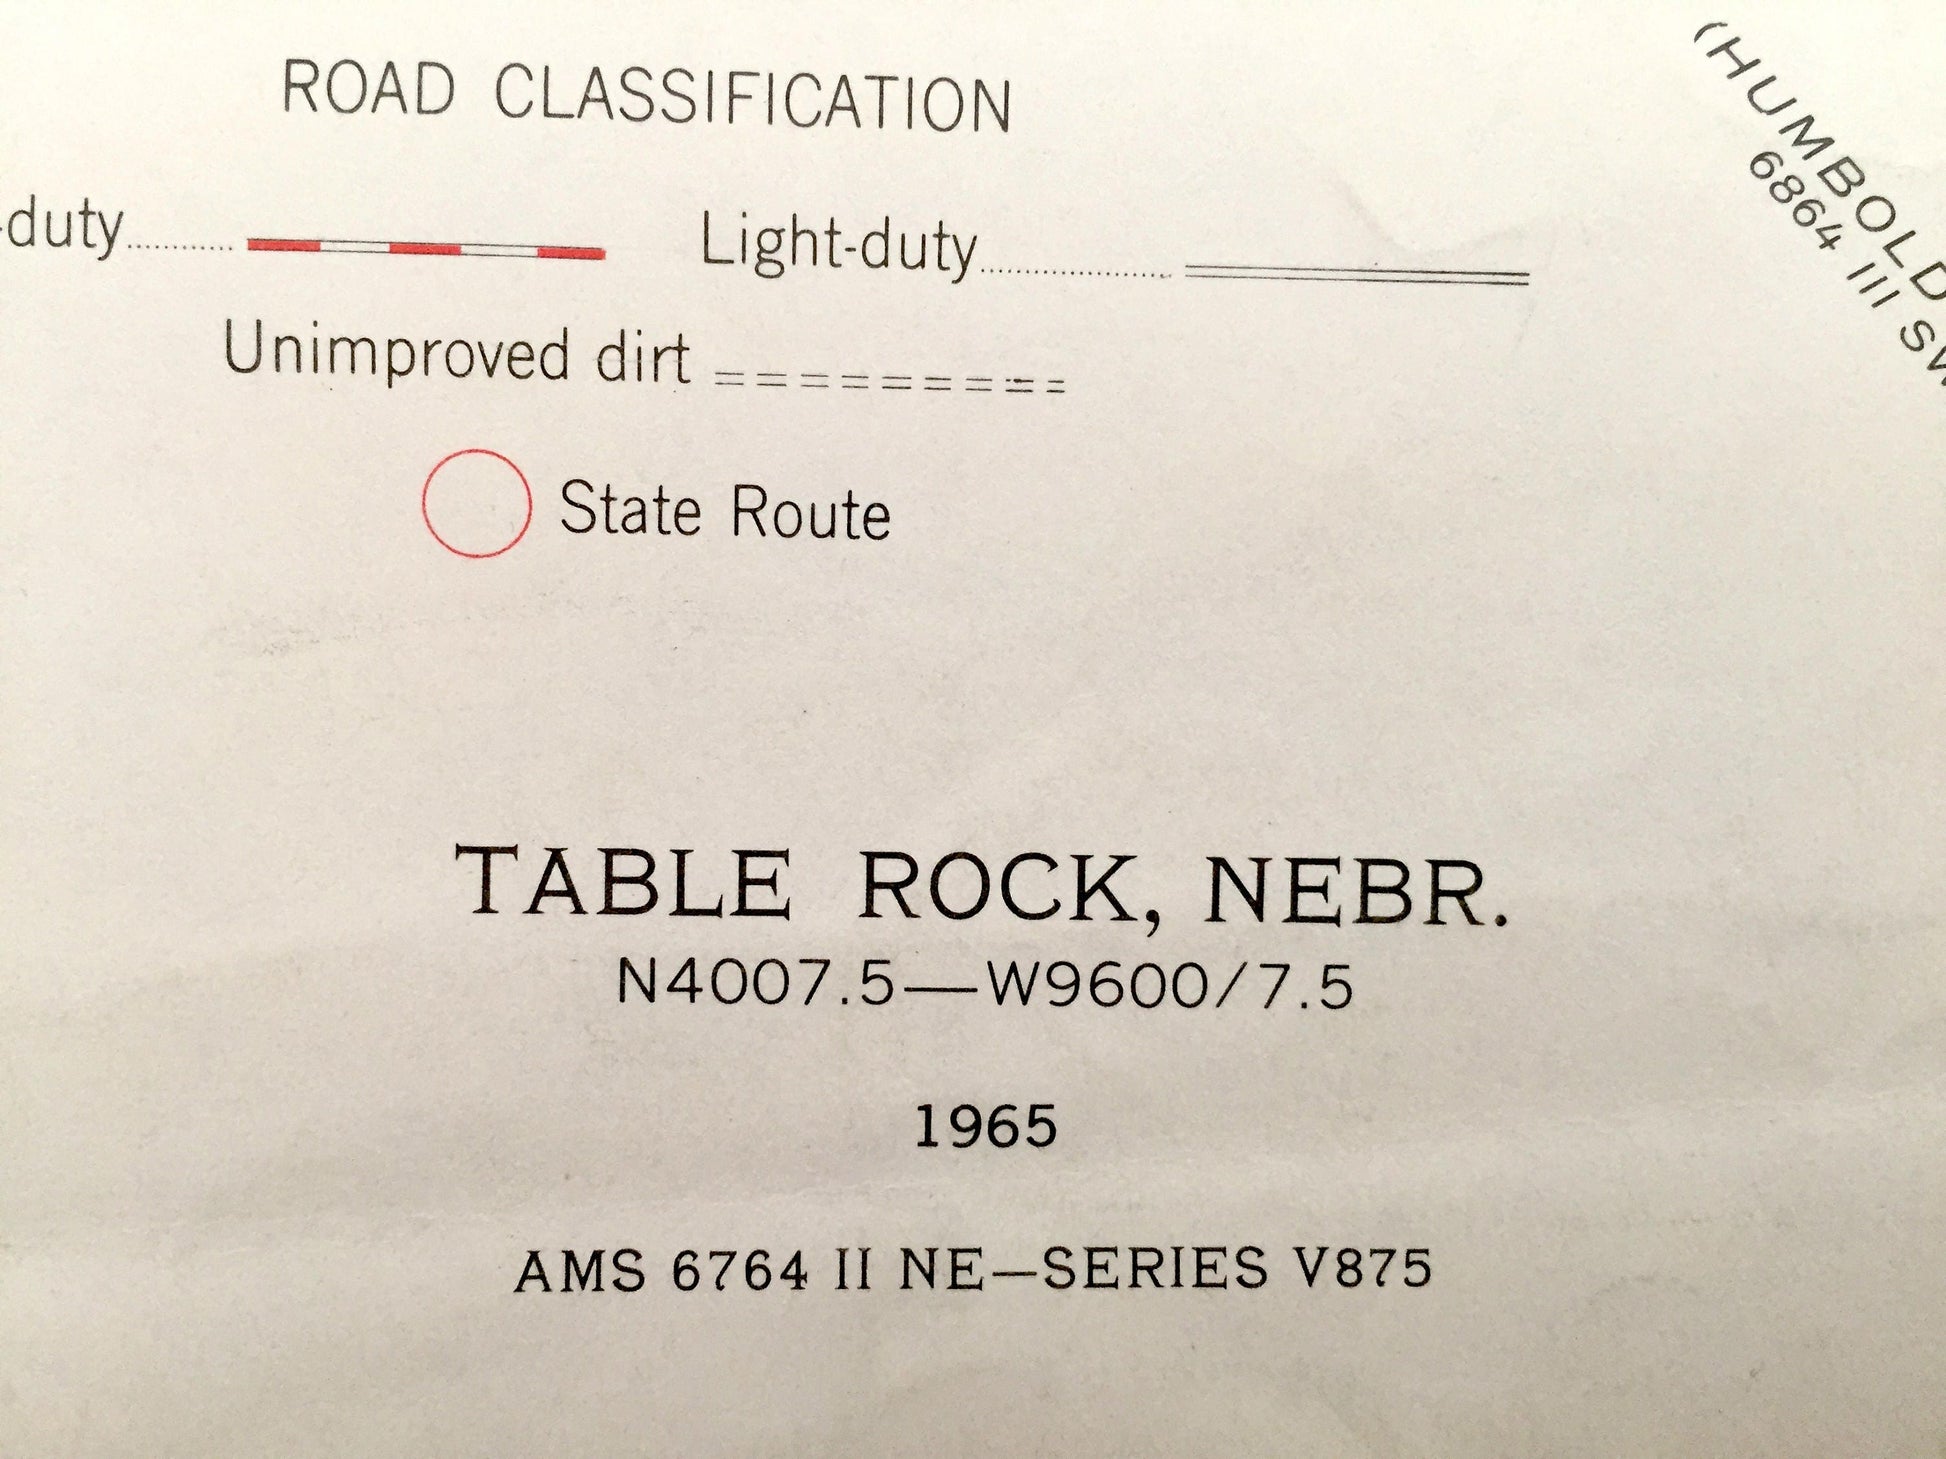 ROAD CLASSIFICATION
-duty
Light-duty
Unimproved dirt
State Route
(HUMBOLD
6864 III SW
TABLE ROCK, NEBR.
N4007.5—W9600/7.5
1965
AMS 6764 II NE—SERIES V875